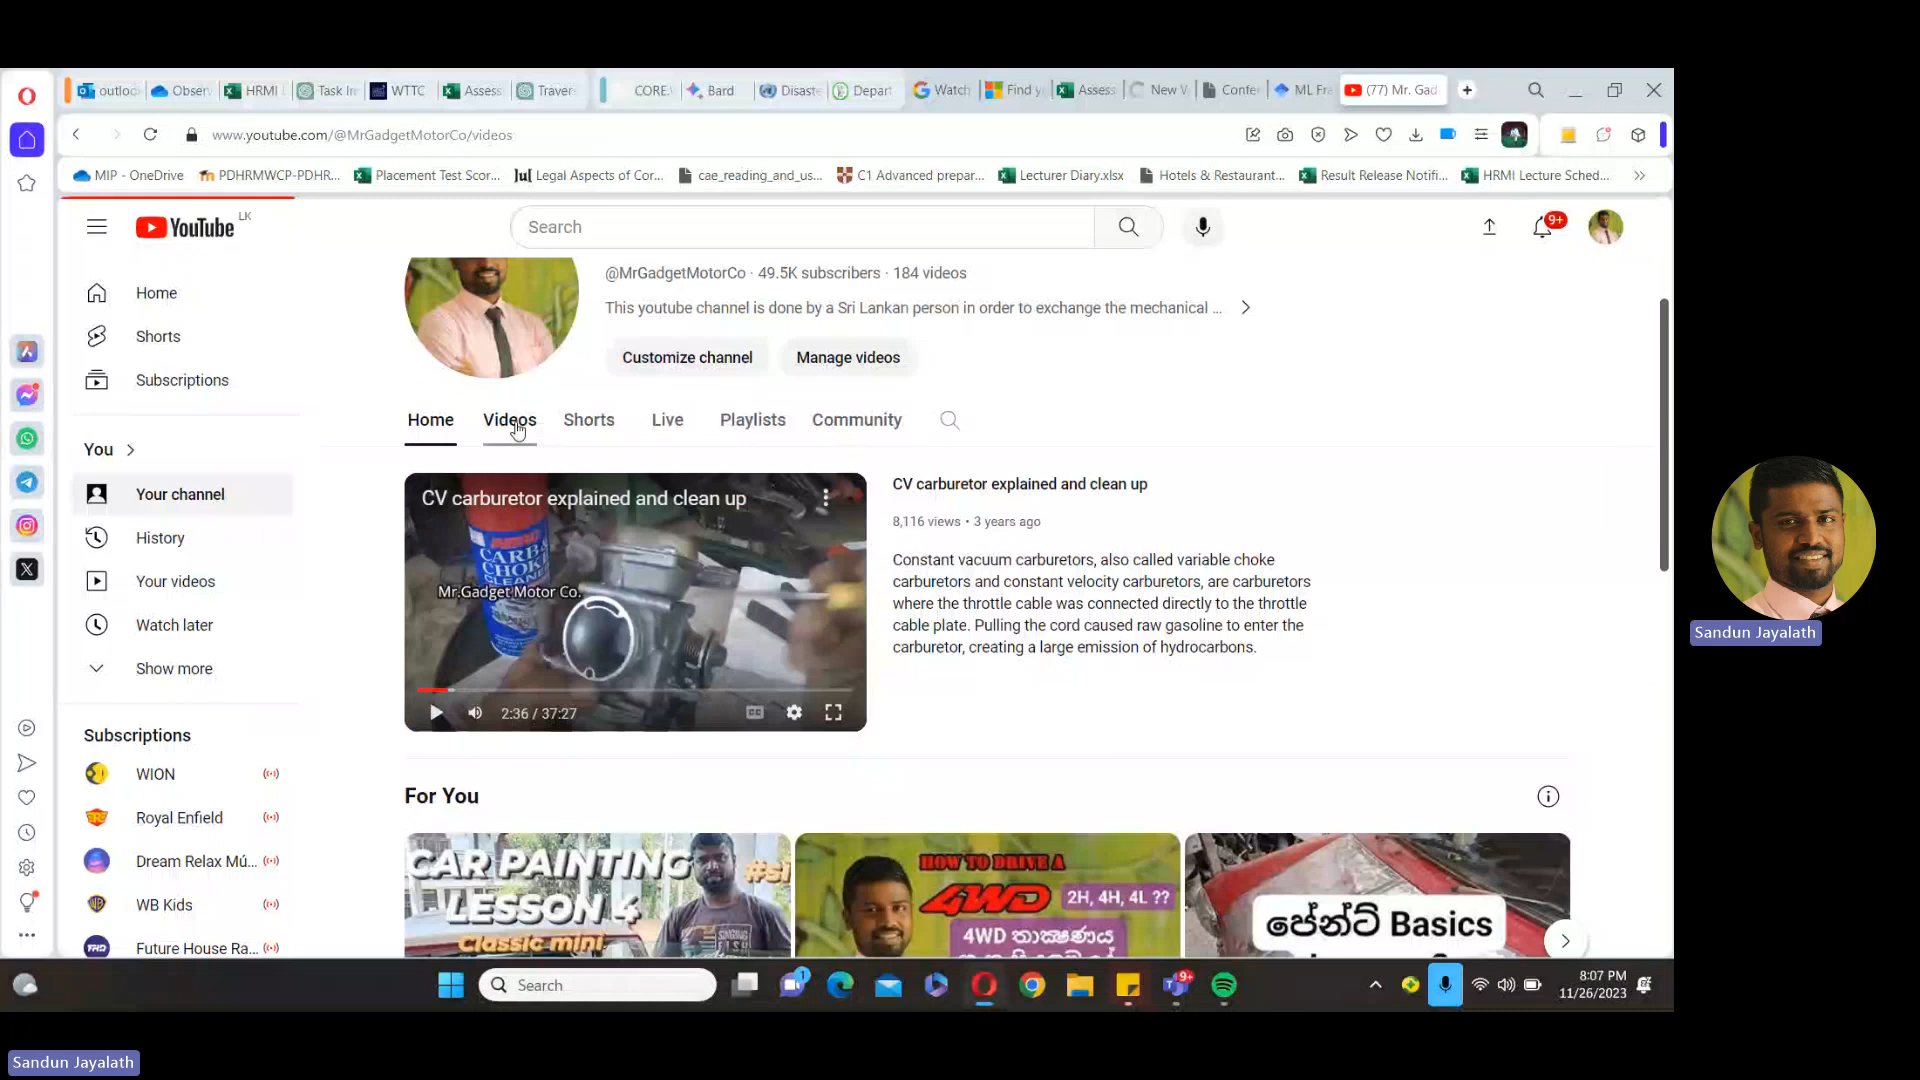 outloo
Observ
HRMI
Task In
WTTC
Assess
Travers
CORE.
Bard
Disaste
Depart
Watch
Find y
Assess
New V
Confer
ML Fra
(77) Mr. Gad
www.youtube.com/@MrGadgetMotorCo/videos
MIP - OneDrive
PDHRMWCP-PDHR...
Placement Test Scor...
Legal Aspects of Cor...
cae_reading_and_us...
C1 Advanced prepar...
Lecturer Diary.xlsx
Hotels & Restaurant...
Result Release Notifi...
HRMI Lecture Sched...
YouTube LK
Search
9+
Home
Shorts
Subscriptions
You
Your channel
History
Your videos
Watch later
Show more
Subscriptions
WION
Royal Enfield
Dream Relax Mú...
WB Kids
Future House Ra...
@MrGadgetMotorCo · 49.5K subscribers · 184 videos
This youtube channel is done by a Sri Lankan person in order to exchange the mechanical ...
Customize channel
Manage videos
Home
Videos
Shorts
Live
Playlists
Community
CV carburetor explained and clean up
CARB
CHOKE
CLEANER
Mr.Gadget Motor Co.
2:36 / 37:27
CV carburetor explained and clean up
8,116 views • 3 years ago
Constant vacuum carburetors, also called variable choke
carburetors and constant velocity carburetors, are carburetors
where the throttle cable was connected directly to the throttle
cable plate. Pulling the cord caused raw gasoline to enter the
carburetor, creating a large emission of hydrocarbons.
For You
CAR PAINTING
LESSON 4
Classic mini
#si
HOW TO DRIVE A
4WD
2H, 4H, 4L ??
4WD තාක්ෂණය
පේන්ට් Basics
Search
1
9+
8:07 PM
11/26/2023
Sandun Jayalath
Sandun Jayalath